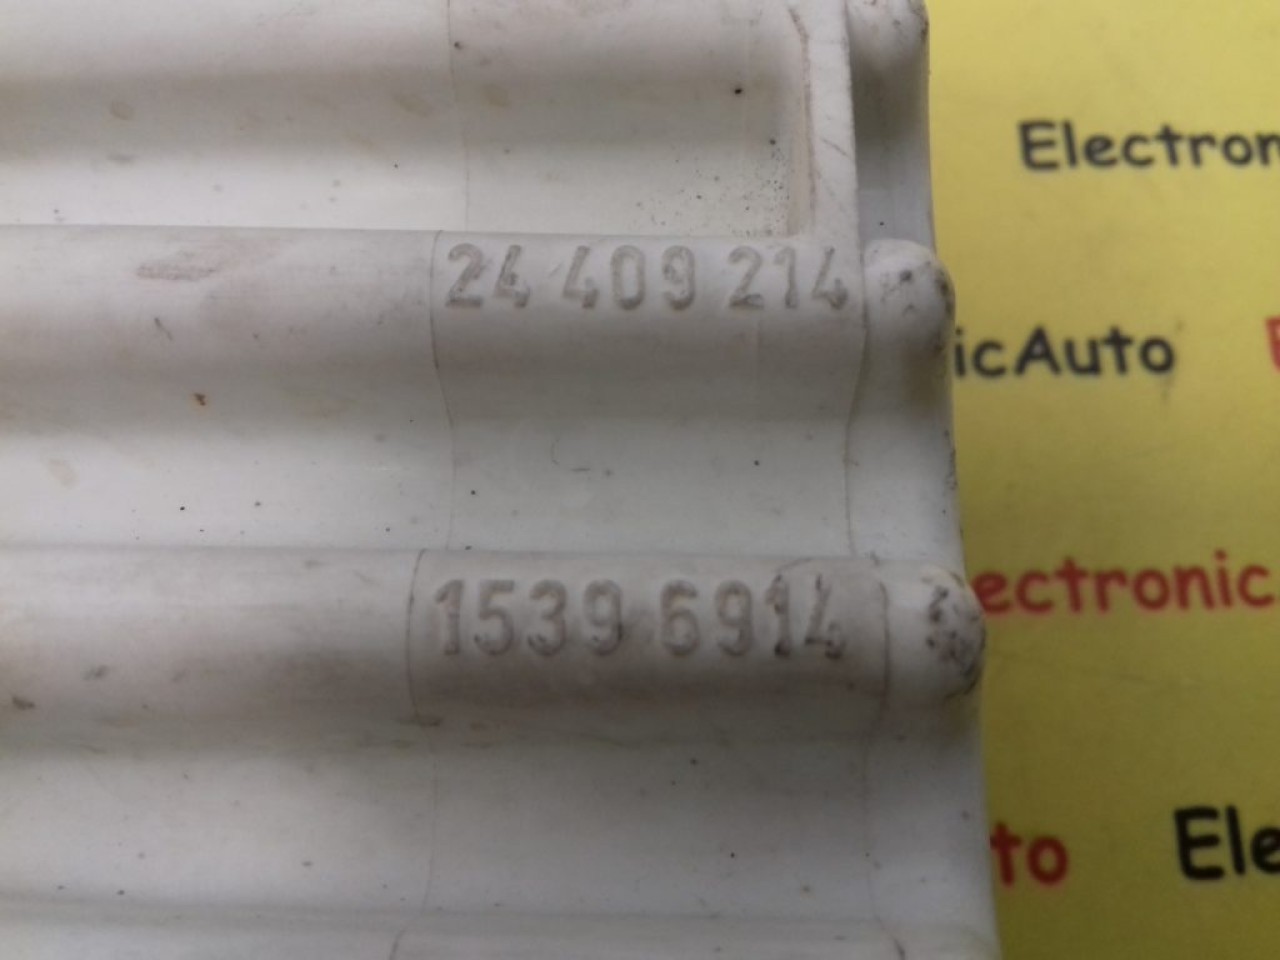 Electron
24 409 214
icAuto
1539 6914
ectronic
to
Ele